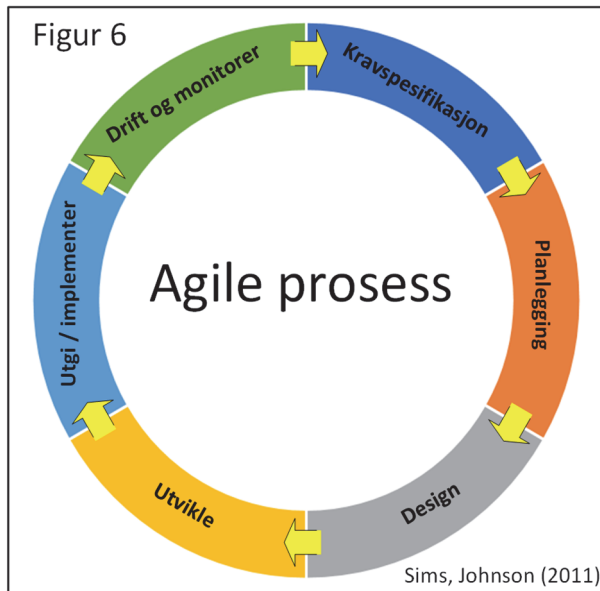 Figur 6
Kravspesifikasjon
Planlegging
Design
Utvikle
Utgi / implementer
Drift og monitorer
Agile prosess
Sims, Johnson (2011)